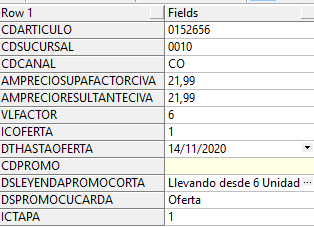 Row 1 Fields
CDARTICULO 0152656
CDSUCURSAL 0010
CDCANAL CO
AMPRECIOSUPAFACTORCIVA 21,99
AMPRECIORESULTANTECIVA 21,99
VLFACTOR 6
ICOFERTA 1
DTHASTAOFERTA 14/11/2020
CDPROMO
DSLEYENDAPROMOCORTA Llevando desde 6 Unidad ...
DSPROMOCUCARDA Oferta
ICTAPA 1